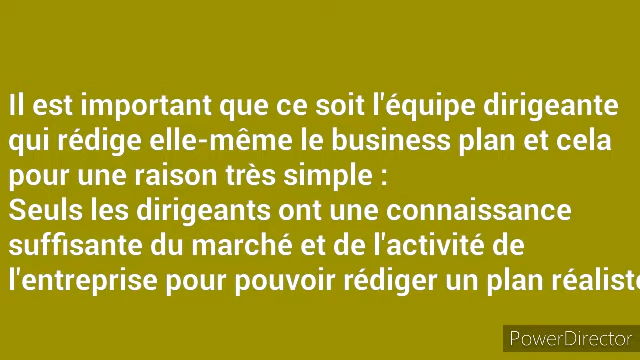 Il est important que ce soit l'équipe dirigeante
qui rédige elle-même le business plan et cela
pour une raison très simple :
Seuls les dirigeants ont une connaissance
suffisante du marché et de l'activité de
l'entreprise pour pouvoir rédiger un plan réaliste
PowerDirector